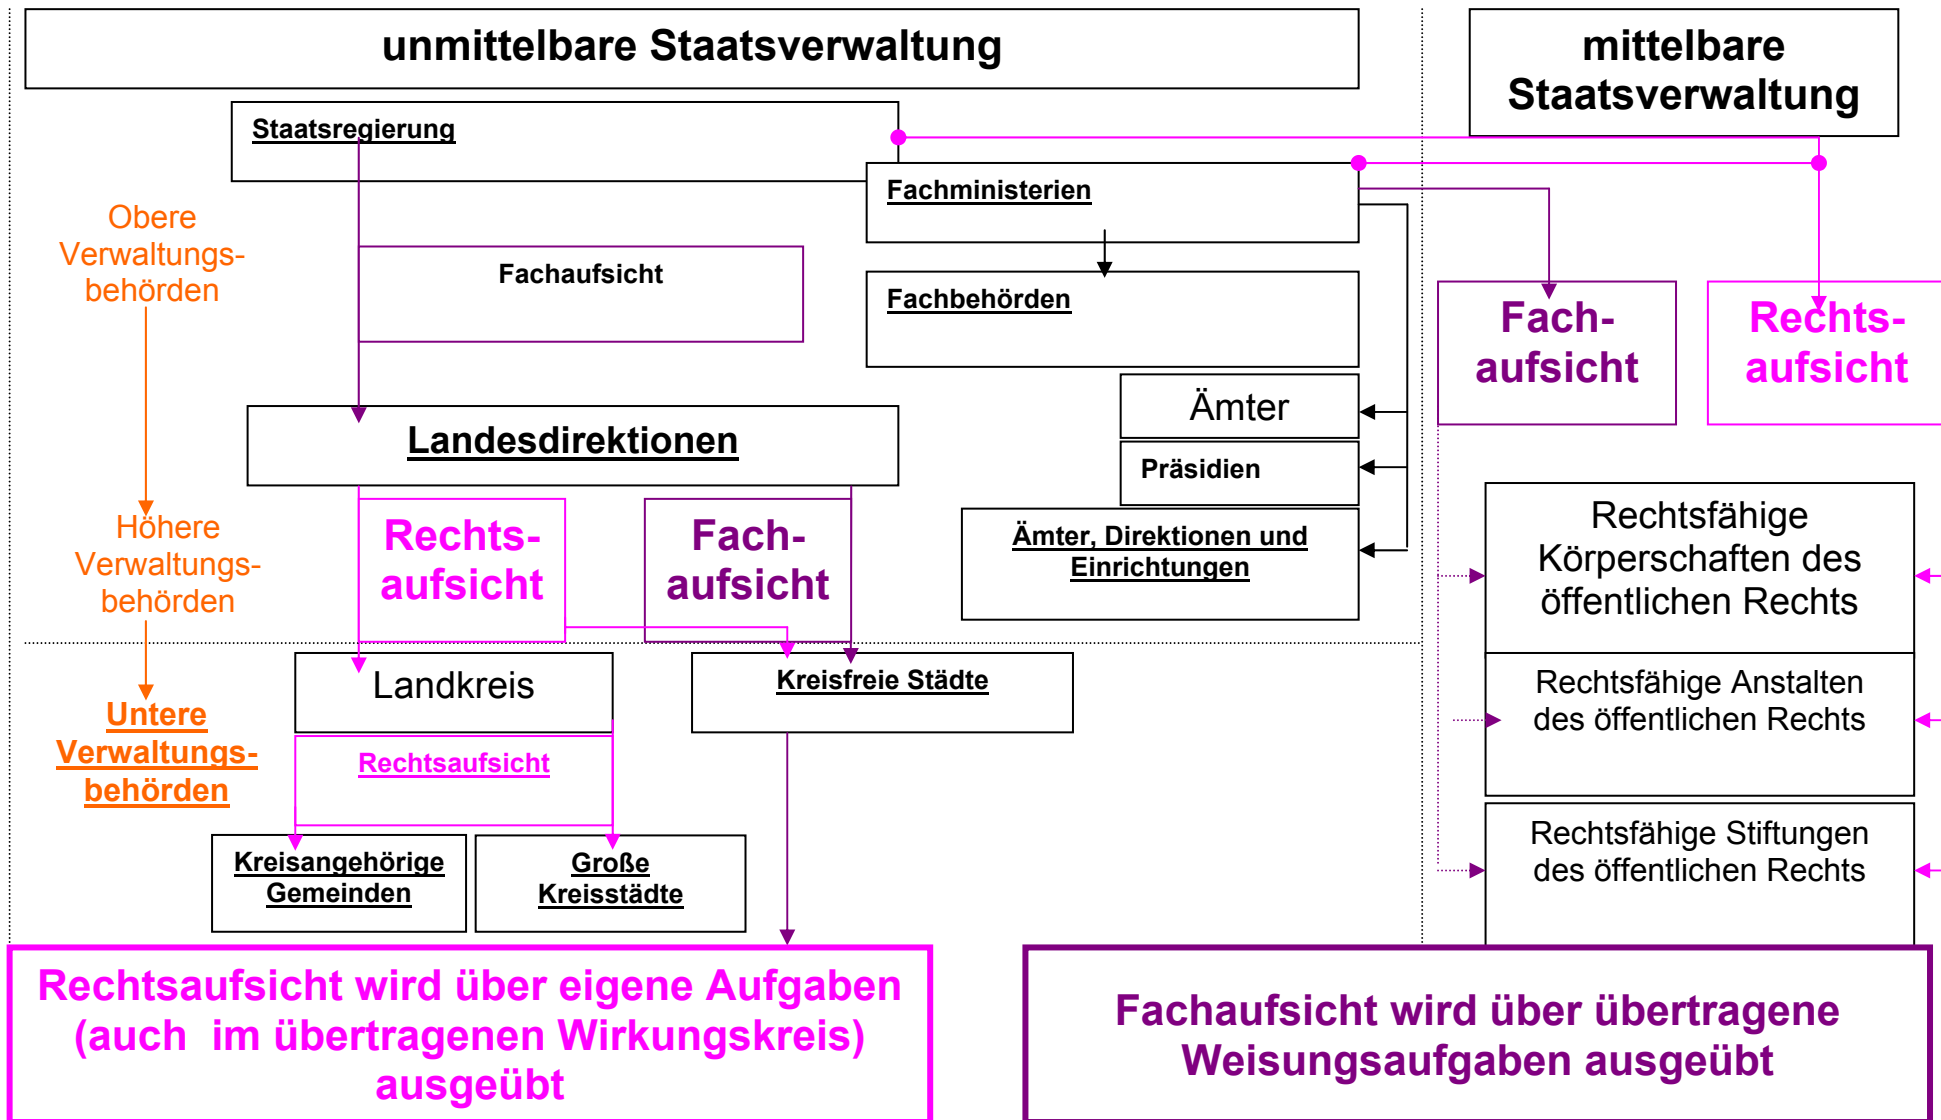 unmittelbare Staatsverwaltung
mittelbare
Staatsverwaltung
Staatsregierung
Fachministerien
Obere
Verwaltungs-
behörden
Fachaufsicht
Fachbehörden
Fach-
aufsicht
Rechts-
aufsicht
Ämter
Landesdirektionen
Präsidien
Höhere
Verwaltungs-
behörden
Rechts-
aufsicht
Fach-
aufsicht
Ämter, Direktionen und
Einrichtungen
Rechtsfähige
Körperschaften des
öffentlichen Rechts
Landkreis
Kreisfreie Städte
Rechtsfähige Anstalten
des öffentlichen Rechts
Untere
Verwaltungs-
behörden
Rechtsaufsicht
Kreisangehörige
Gemeinden
Große
Kreisstädte
Rechtsfähige Stiftungen
des öffentlichen Rechts
Rechtsaufsicht wird über eigene Aufgaben
(auch im übertragenen Wirkungskreis)
ausgeübt
Fachaufsicht wird über übertragene
Weisungsaufgaben ausgeübt